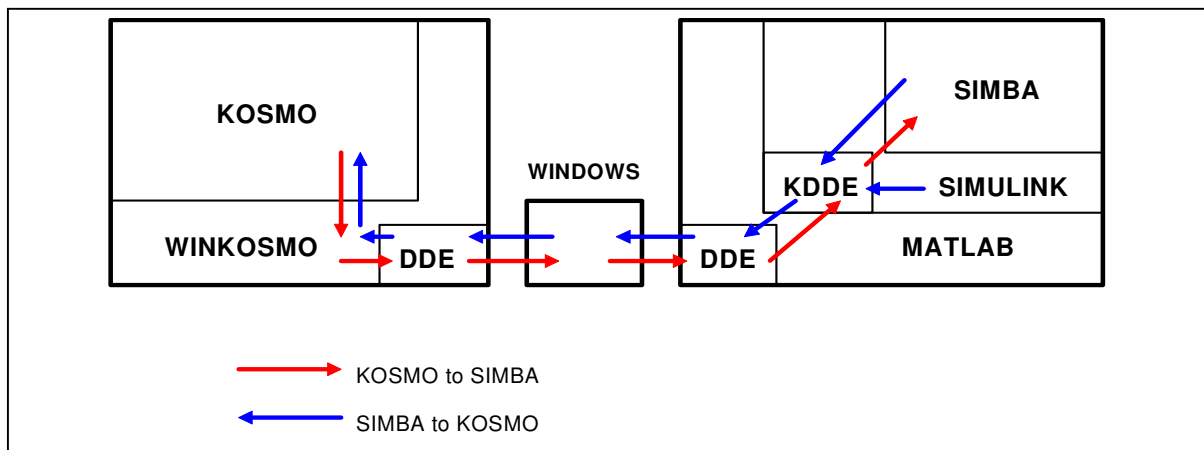 KOSMO
SIMBA
WINDOWS
KDDE
SIMULINK
WINKOSMO
DDE
DDE
MATLAB
KOSMO to SIMBA
SIMBA to KOSMO